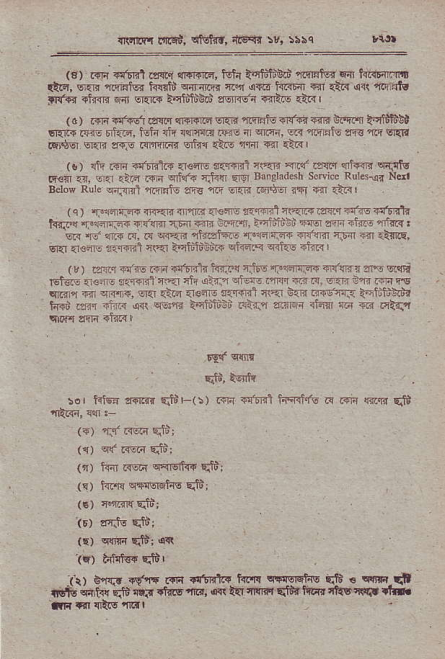 বাংলাদেশ গেজেট, অতিরিক্ত, নভেম্বর ১৮, ১৯৯৭ ৮২৩৯
(৪) কোন কর্মচারী প্রেষণে থাকাকালে, তিনি ইন্সটিটিউটে পদোন্নতির জন্য বিবেচনাযোগ্য
হইলে, তাহার পদোন্নতির বিষয়টি অন্যান্যদের সঙ্গে একত্রে বিবেচনা করা হইবে এবং পদোন্নতি
কার্যকর করিবার জন্য তাহাকে ইন্সটিটিউটে প্রত্যাবর্তন করাইতে হইবে।
(৫) কোন কর্মকর্তা প্রেষণে থাকাকালে তাহার পদোন্নতি কার্যকর করার উদ্দেশ্যে ইন্সটিটিউট
তাহাকে ফেরত চাহিলে, তিনি যদি যথাসময়ে ফেরত না আসেন, তবে পদোন্নতি প্রদত্ত পদে তাহার
জ্যেষ্ঠতা তাহার প্রকৃত যোগদানের তারিখ হইতে গণনা করা হইবে।
(৬) যদি কোন কর্মচারীকে হাওলাত গ্রহণকারী সংস্থার স্বার্থে প্রেষণে থাকিবার অনুমতি
দেওয়া হয়, তাহা হইলে কোন আর্থিক সুবিধা ছাড়া Bangladesh Service Rules-এর Next
Below Rule অনুযায়ী পদোন্নতি প্রদত্ত পদে তাহার জ্যেষ্ঠতা রক্ষা করা হইবে।
(৭) শৃঙ্খলামূলক ব্যবস্থার ব্যাপারে হাওলাত গ্রহণকারী সংস্থাকে প্রেষণে কর্মরত কর্মচারীর
বিরুদ্ধে শৃঙ্খলামূলক কার্যধারা সূচনা করার উদ্দেশ্যে, ইন্সটিটিউট ক্ষমতা প্রদান করিতে পারিবে ঃ
তবে শর্ত থাকে যে, যে অবস্থার পরিপ্রেক্ষিতে শৃঙ্খলামূলক কার্যধারা সূচনা করা হইয়াছে,
তাহা হাওলাত গ্রহণকারী সংস্থা ইন্সটিটিউটকে অবিলম্বে অবহিত করিবে।
(৮) প্রেষণে কর্মরত কোন কর্মচারীর বিরুদ্ধে সূচিত শৃঙ্খলামূলক কার্যধারায় প্রাপ্ত তথ্যের
ভিত্তিতে হাওলাত গ্রহণকারী সংস্থা যদি এইরূপ অভিমত পোষণ করে যে, তাহার উপর কোন দণ্ড
আরোপ করা আবশ্যক, তাহা হইলে হাওলাত গ্রহণকারী সংস্থা উহার রেকর্ডসমূহ ইন্সটিটিউটের
নিকট প্রেরণ করিবে এবং অতঃপর ইন্সটিটিউট যেইরূপ প্রয়োজন বলিয়া মনে করে সেইরূপ
আদেশ প্রদান করিবে।
চতুর্থ অধ্যায়
ছুটি, ইত্যাদি
১৩। বিভিন্ন প্রকারের ছুটি।—(১) কোন কর্মচারী নিম্নবর্ণিত যে কোন ধরণের ছুটি
পাইবেন, যথা ঃ—
(ক) পূর্ণ বেতনে ছুটি;
(খ) অর্ধ বেতনে ছুটি;
(গ) বিনা বেতনে অস্বাভাবিক ছুটি;
(ঘ) বিশেষ অক্ষমতাজনিত ছুটি;
(ঙ) সংগরোধ ছুটি;
(চ) প্রসূতি ছুটি;
(ছ) অধ্যয়ন ছুটি; এবং
(জ) নৈমিত্তিক ছুটি।
(২) উপযুক্ত কর্তৃপক্ষ কোন কর্মচারীকে বিশেষ অক্ষমতাজনিত ছুটি ও অধ্যয়ন ছুটি
ব্যতীত অন্যবিধ ছুটি মঞ্জুর করিতে পারে, এবং ইহা সাধারণ ছুটির দিনের সহিত সংযুক্ত করিয়াও
প্রদান করা যাইতে পারে।